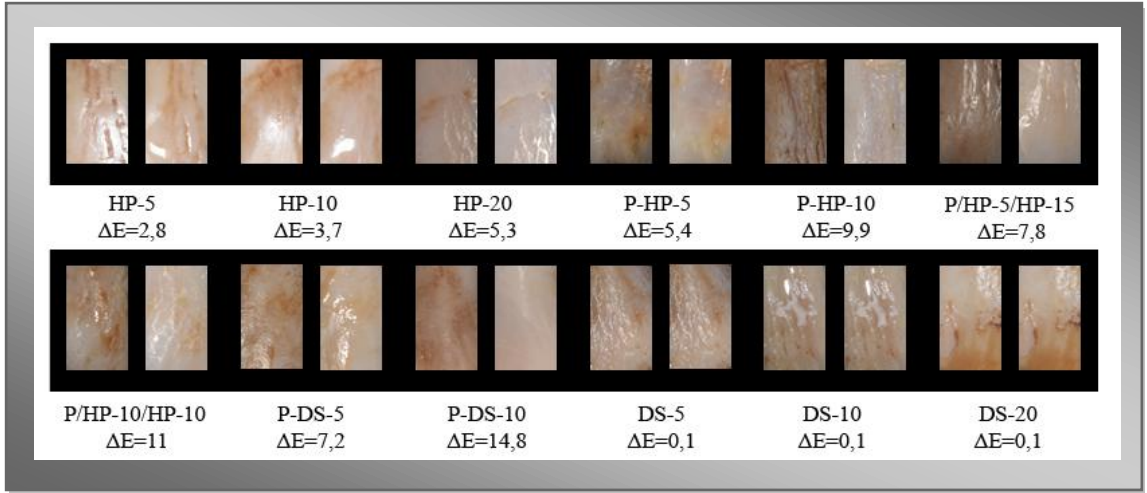 HP-5 HP-10 HP-20 P-HP-5 P-HP-10 P/HP-5/HP-15
ΔE=2,8 ΔE=3,7 ΔE=5,3 ΔE=5,4 ΔE=9,9 ΔE=7,8
P/HP-10/HP-10 P-DS-5 P-DS-10 DS-5 DS-10 DS-20
ΔE=11 ΔE=7,2 ΔE=14,8 ΔE=0,1 ΔE=0,1 ΔE=0,1